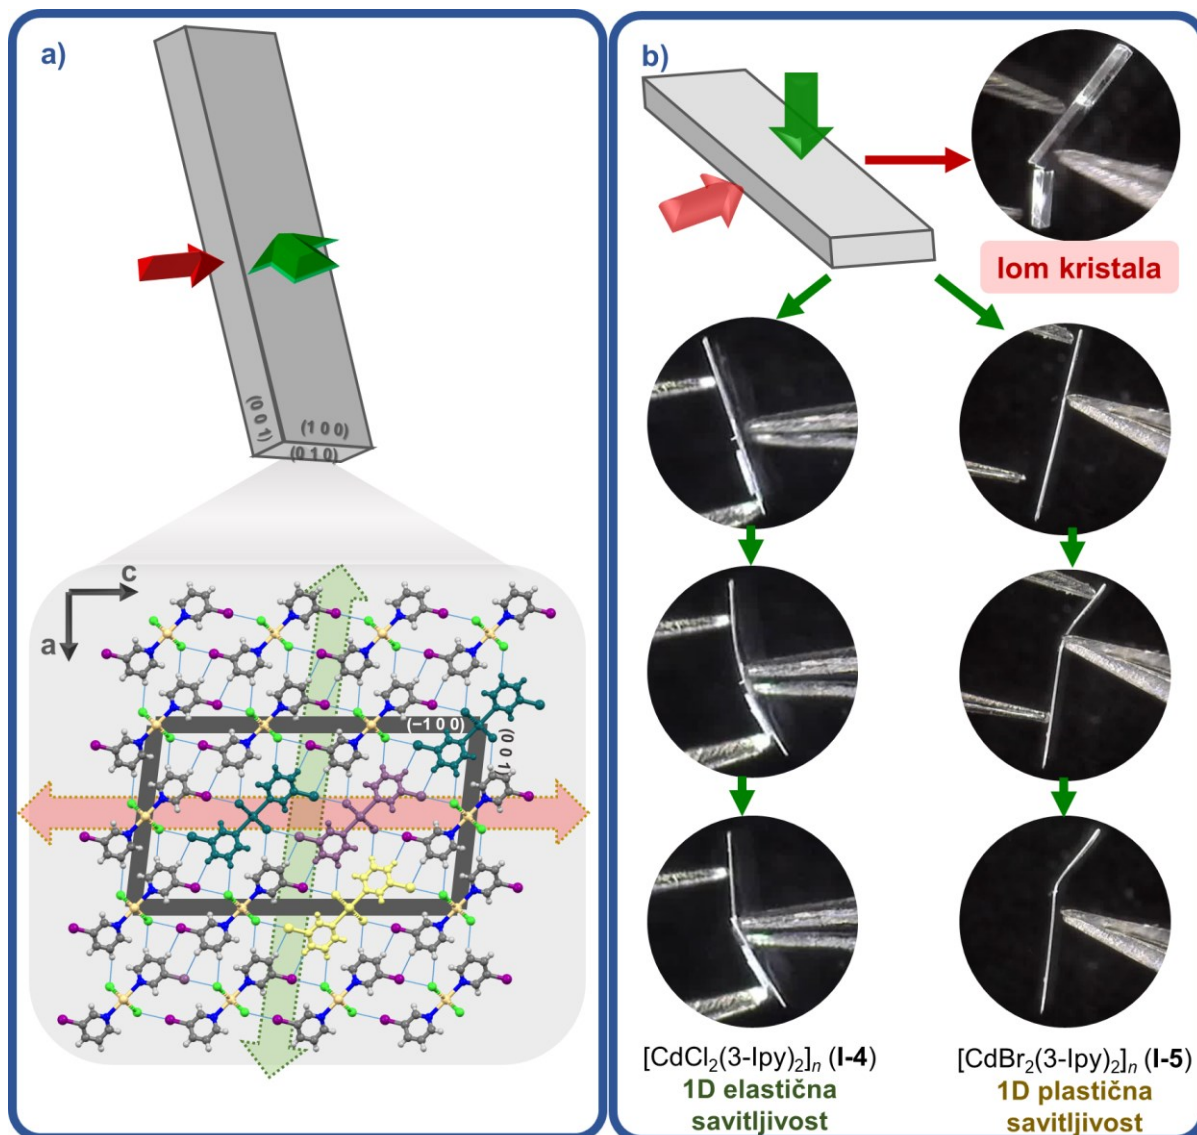 a)
(0 0 1)
(1 0 0)
(0 1 0)
c
a
(−1 0 0)
(0 0 1)
b)
lom kristala
[CdCl₂(3-Ipy)₂]ₙ (I-4)
1D elastična
savitljivost
[CdBr₂(3-Ipy)₂]ₙ (I-5)
1D plastična
savitljivost